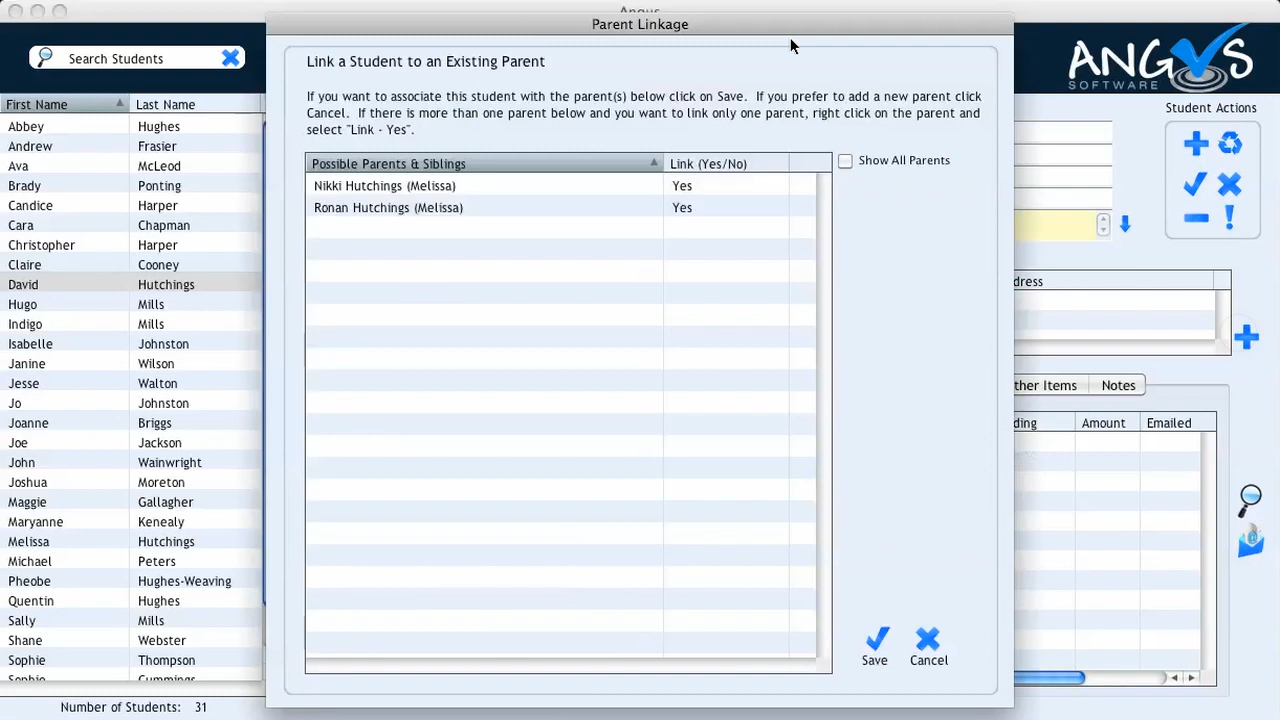 Angus
Parent Linkage
Search Students
ANGUS
SOFTWARE
Student Actions
Link a Student to an Existing Parent
If you want to associate this student with the parent(s) below click on Save. If you prefer to add a new parent click
Cancel. If there is more than one parent below and you want to link only one parent, right click on the parent and
select "Link - Yes".
Possible Parents & Siblings Link (Yes/No)
Show All Parents
Nikki Hutchings (Melissa) Yes
Ronan Hutchings (Melissa) Yes
Save Cancel
First Name Last Name
Abbey Hughes
Andrew Frasier
Ava McLeod
Brady Ponting
Candice Harper
Cara Chapman
Christopher Harper
Claire Cooney
David Hutchings
Hugo Mills
Indigo Mills
Isabelle Johnston
Janine Wilson
Jesse Walton
Jo Johnston
Joanne Briggs
Joe Jackson
John Wainwright
Joshua Moreton
Maggie Gallagher
Maryanne Kenealy
Melissa Hutchings
Michael Peters
Pheobe Hughes-Weaving
Quentin Hughes
Sally Mills
Shane Webster
Sophie Thompson
Sophie Cummings
Number of Students: 31
dress
ther Items Notes
ding Amount Emailed